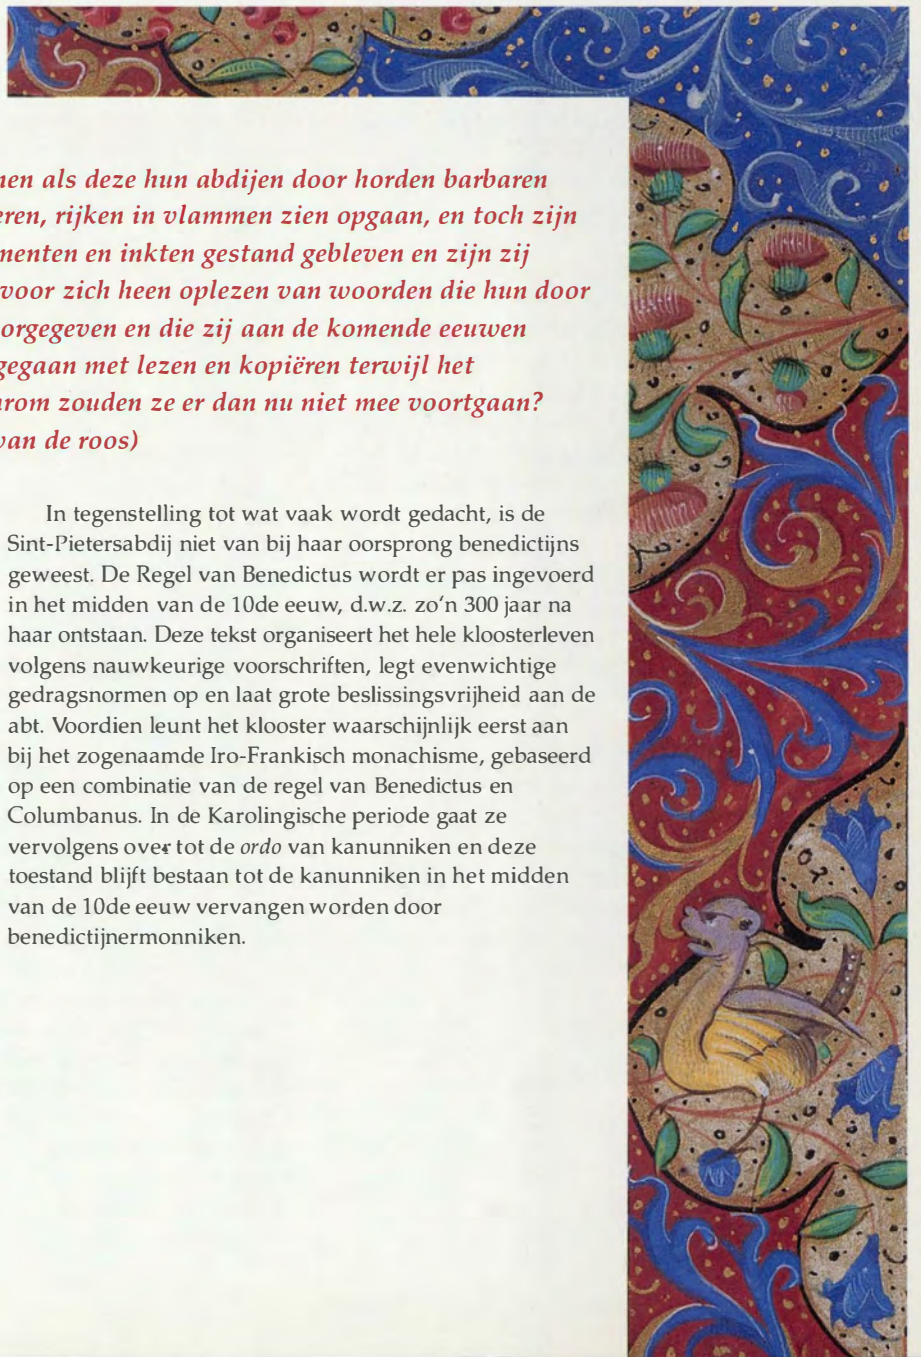 als deze hun abdijen door horden barbaren
rijken in vlammen zien opgaan, en toch zijn
en inkten gestand gebleven en zijn zij
voor zich heen oplezen van woorden die hun door
en die zij aan de komende eeuwen
met lezen en kopiëren terwijl het
zouden ze er dan nu niet mee voortgaan?
van de roos)
In tegenstelling tot wat vaak wordt gedacht, is de
Sint-Pietersabdij niet van bij haar oorsprong benedictijns
geweest. De Regel van Benedictus wordt er pas ingevoerd
in het midden van de 10de eeuw, d.w.z. zo'n 300 jaar na
haar ontstaan. Deze tekst organiseert het hele kloosterleven
volgens nauwkeurige voorschriften, legt evenwichtige
gedragsnormen op en laat grote beslissingsvrijheid aan de
abt. Voordien leunt het klooster waarschijnlijk eerst aan
bij het zogenaamde Iro-Frankisch monachisme, gebaseerd
op een combinatie van de regel van Benedictus en
Columbanus. In de Karolingische periode gaat ze
vervolgens over tot de ordo van kanunniken en deze
toestand blijft bestaan tot de kanunniken in het midden
van de 10de eeuw vervangen worden door
benedictijnermonniken.